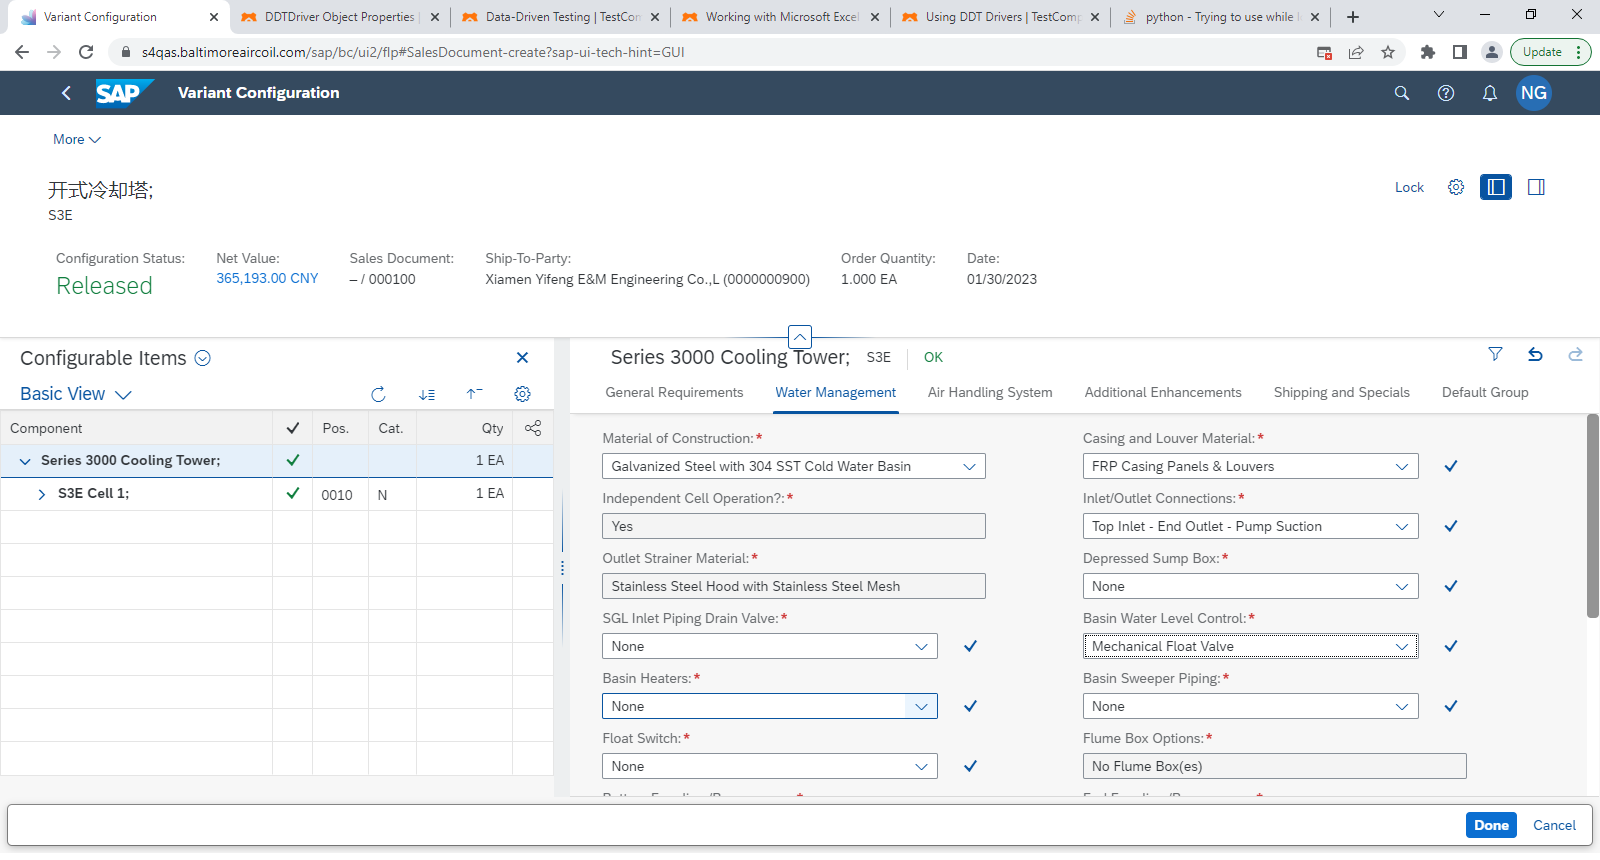 Variant Configuration
DDTDriver Object Properties
Data-Driven Testing | TestCom
Working with Microsoft Excel
Using DDT Drivers | TestComp
python - Trying to use while l
s4qas.baltimoreaircoil.com/sap/bc/ui2/flp#SalesDocument-create?sap-ui-tech-hint=GUI
Update
SAP
Variant Configuration
NG
More
开式冷却塔;
S3E
Lock
Configuration Status:
Released
Net Value:
365,193.00 CNY
Sales Document:
– / 000100
Ship-To-Party:
Xiamen Yifeng E&M Engineering Co.,L (0000000900)
Order Quantity:
1.000 EA
Date:
01/30/2023
Configurable Items
Basic View
Component Pos. Cat. Qty
Series 3000 Cooling Tower; 1 EA
S3E Cell 1; 0010 N 1 EA
Series 3000 Cooling Tower; S3E OK
General Requirements Water Management Air Handling System Additional Enhancements Shipping and Specials Default Group
Material of Construction:*
Galvanized Steel with 304 SST Cold Water Basin
Casing and Louver Material:*
FRP Casing Panels & Louvers
Independent Cell Operation?:*
Yes
Inlet/Outlet Connections:*
Top Inlet - End Outlet - Pump Suction
Outlet Strainer Material:*
Stainless Steel Hood with Stainless Steel Mesh
Depressed Sump Box:*
None
SGL Inlet Piping Drain Valve:*
None
Basin Water Level Control:*
Mechanical Float Valve
Basin Heaters:*
None
Basin Sweeper Piping:*
None
Float Switch:*
None
Flume Box Options:*
No Flume Box(es)
Done
Cancel